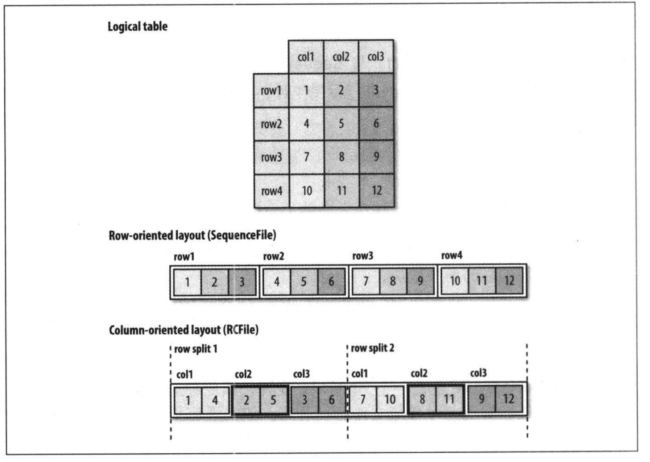 Logical table
col1 col2 col3
row1 1 2 3
row2 4 5 6
row3 7 8 9
row4 10 11 12
Row-oriented layout (SequenceFile)
row1 row2 row3 row4
1 2 3 4 5 6 7 8 9 10 11 12
Column-oriented layout (RCFile)
row split 1 row split 2
col1 col2 col3 col1 col2 col3
1 4 2 5 3 6 7 10 8 11 9 12